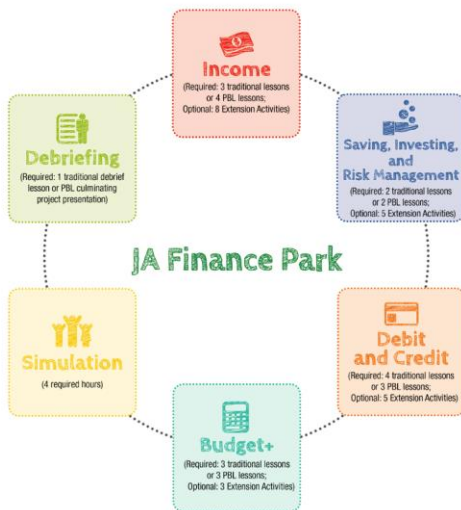 Income
(Required: 3 traditional lessons
or 4 PBL lessons;
Optional: 8 Extension Activities)
Saving, Investing,
and
Risk Management
(Required: 2 traditional lessons
or 2 PBL lessons;
Optional: 5 Extension Activities)
Debit
and Credit
(Required: 4 traditional lessons
or 3 PBL lessons;
Optional: 5 Extension Activities)
Budget+
(Required: 3 traditional lessons
or 3 PBL lessons;
Optional: 3 Extension Activities)
Simulation
(4 required hours)
Debriefing
(Required: 1 traditional debrief
lesson or PBL culminating
project presentation)
JA Finance Park